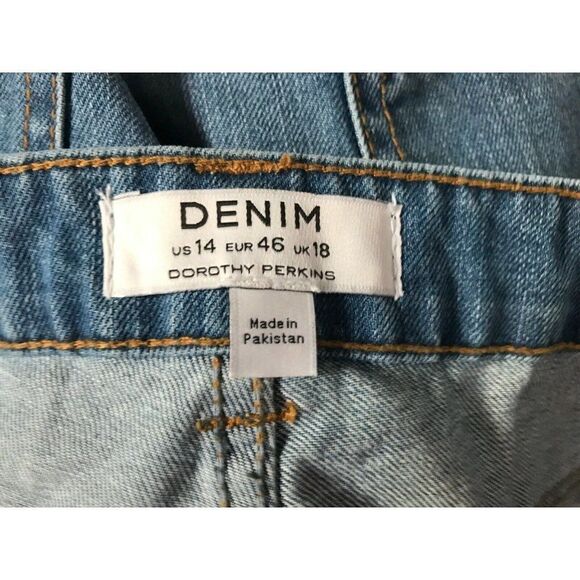 DENIM
US 14 EUR 46 UK 18
DOROTHY PERKINS
Made in
Pakistan